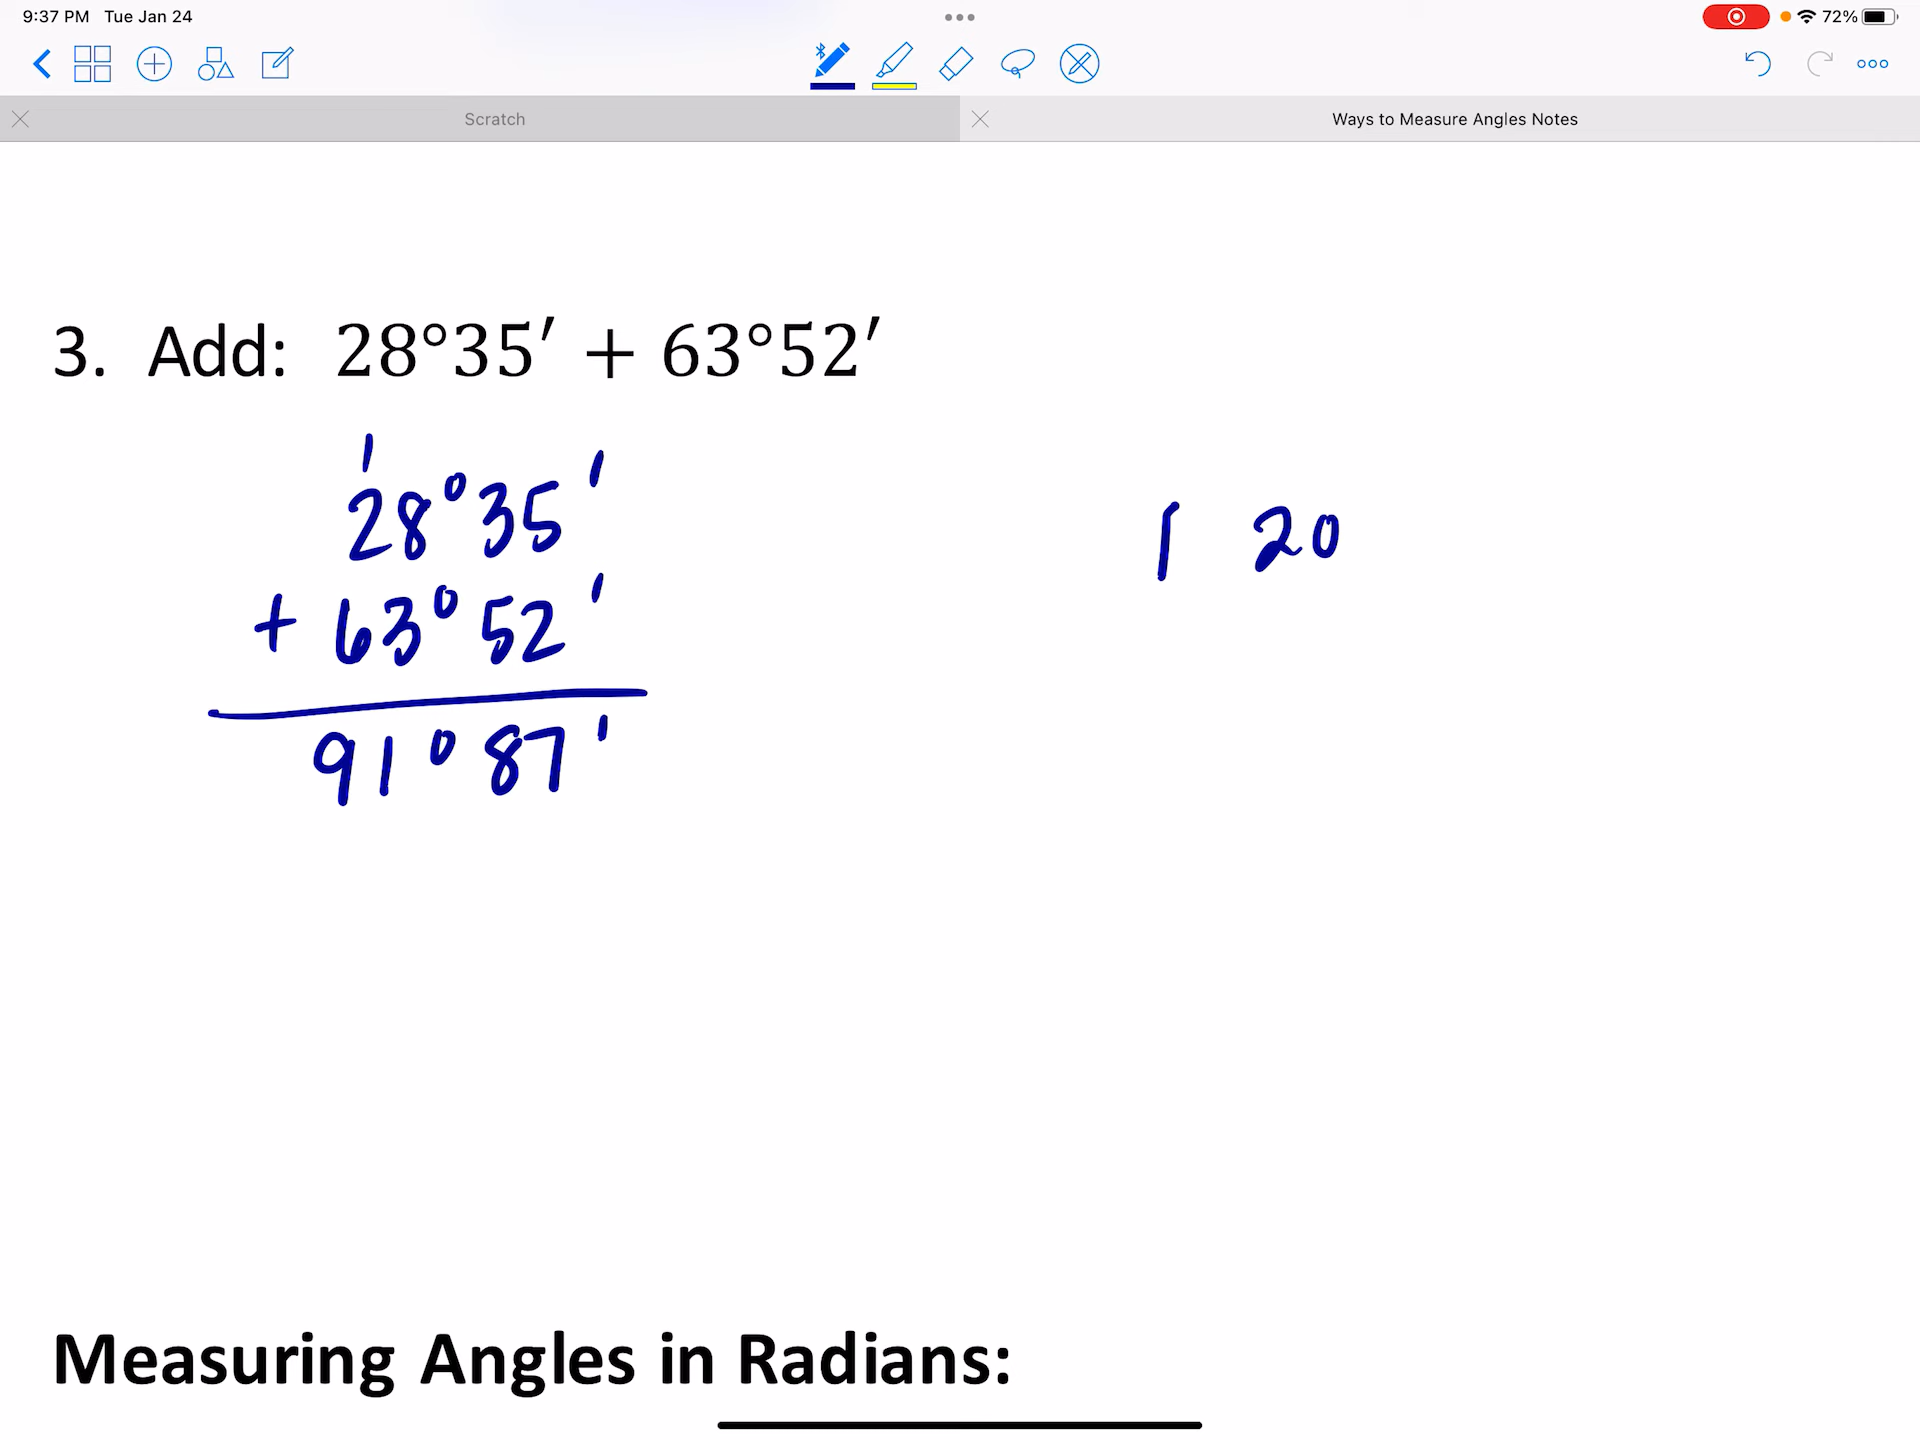 9:37 PM Tue Jan 24
72%
Scratch
Ways to Measure Angles Notes
3. Add: 28°35′ + 63°52′
1
28°35'
+ 63°52'
91°87'
1 20
Measuring Angles in Radians: